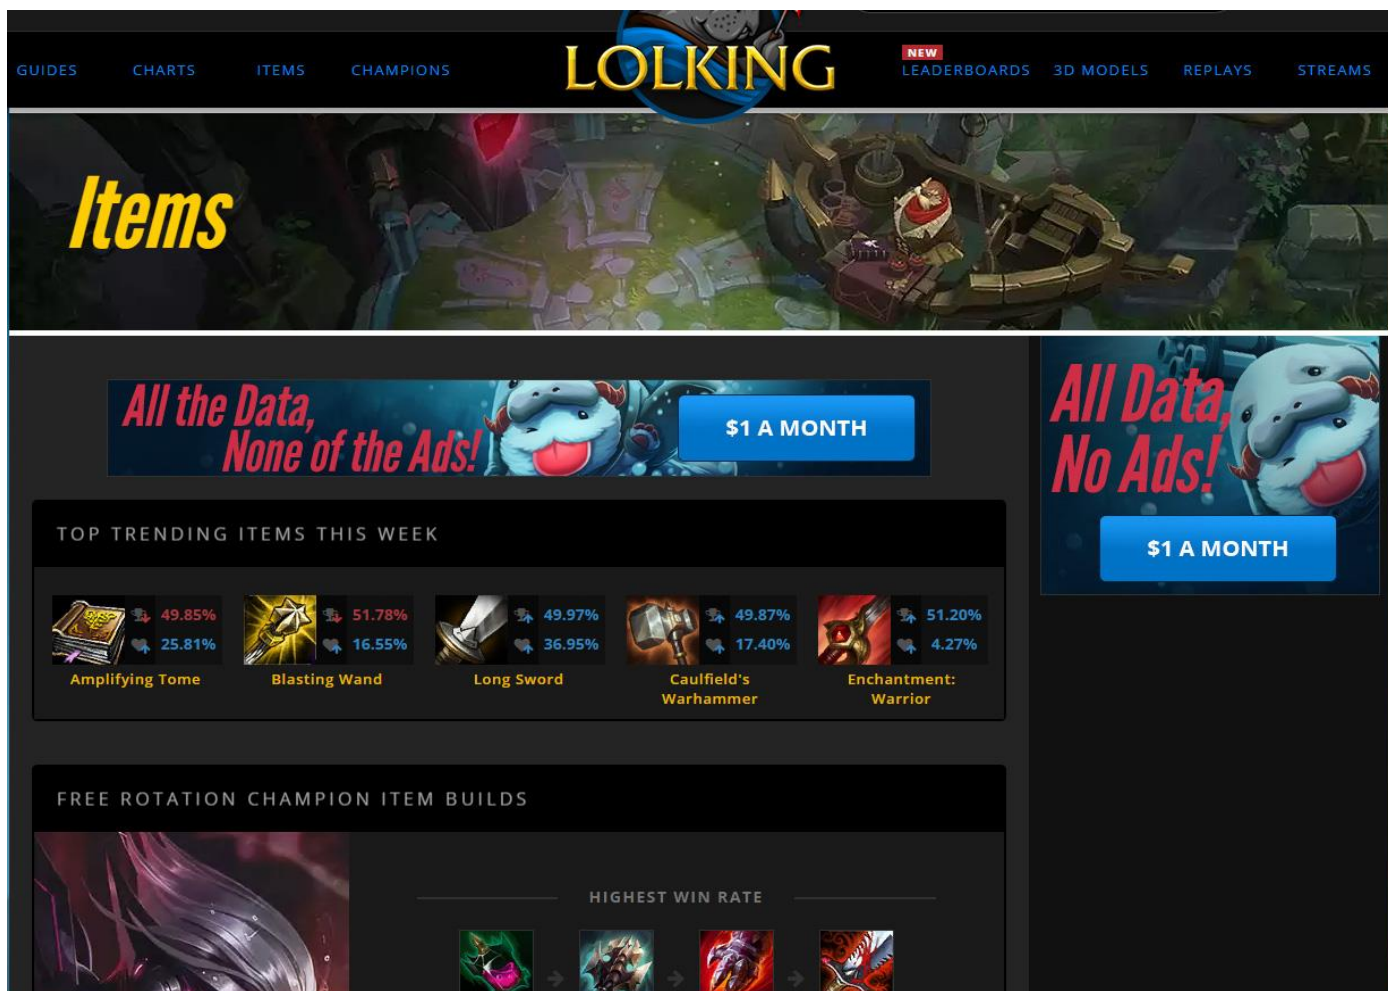 GUIDES CHARTS ITEMS CHAMPIONS LOLKING NEW LEADERBOARDS 3D MODELS REPLAYS STREAMS
Items
All the Data,
None of the Ads!
$1 A MONTH
All Data,
No Ads!
$1 A MONTH
TOP TRENDING ITEMS THIS WEEK
49.85% 51.78% 49.97% 49.87% 51.20%
25.81% 16.55% 36.95% 17.40% 4.27%
Amplifying Tome Blasting Wand Long Sword Caulfield's Enchantment:
Warhammer Warrior
FREE ROTATION CHAMPION ITEM BUILDS
HIGHEST WIN RATE